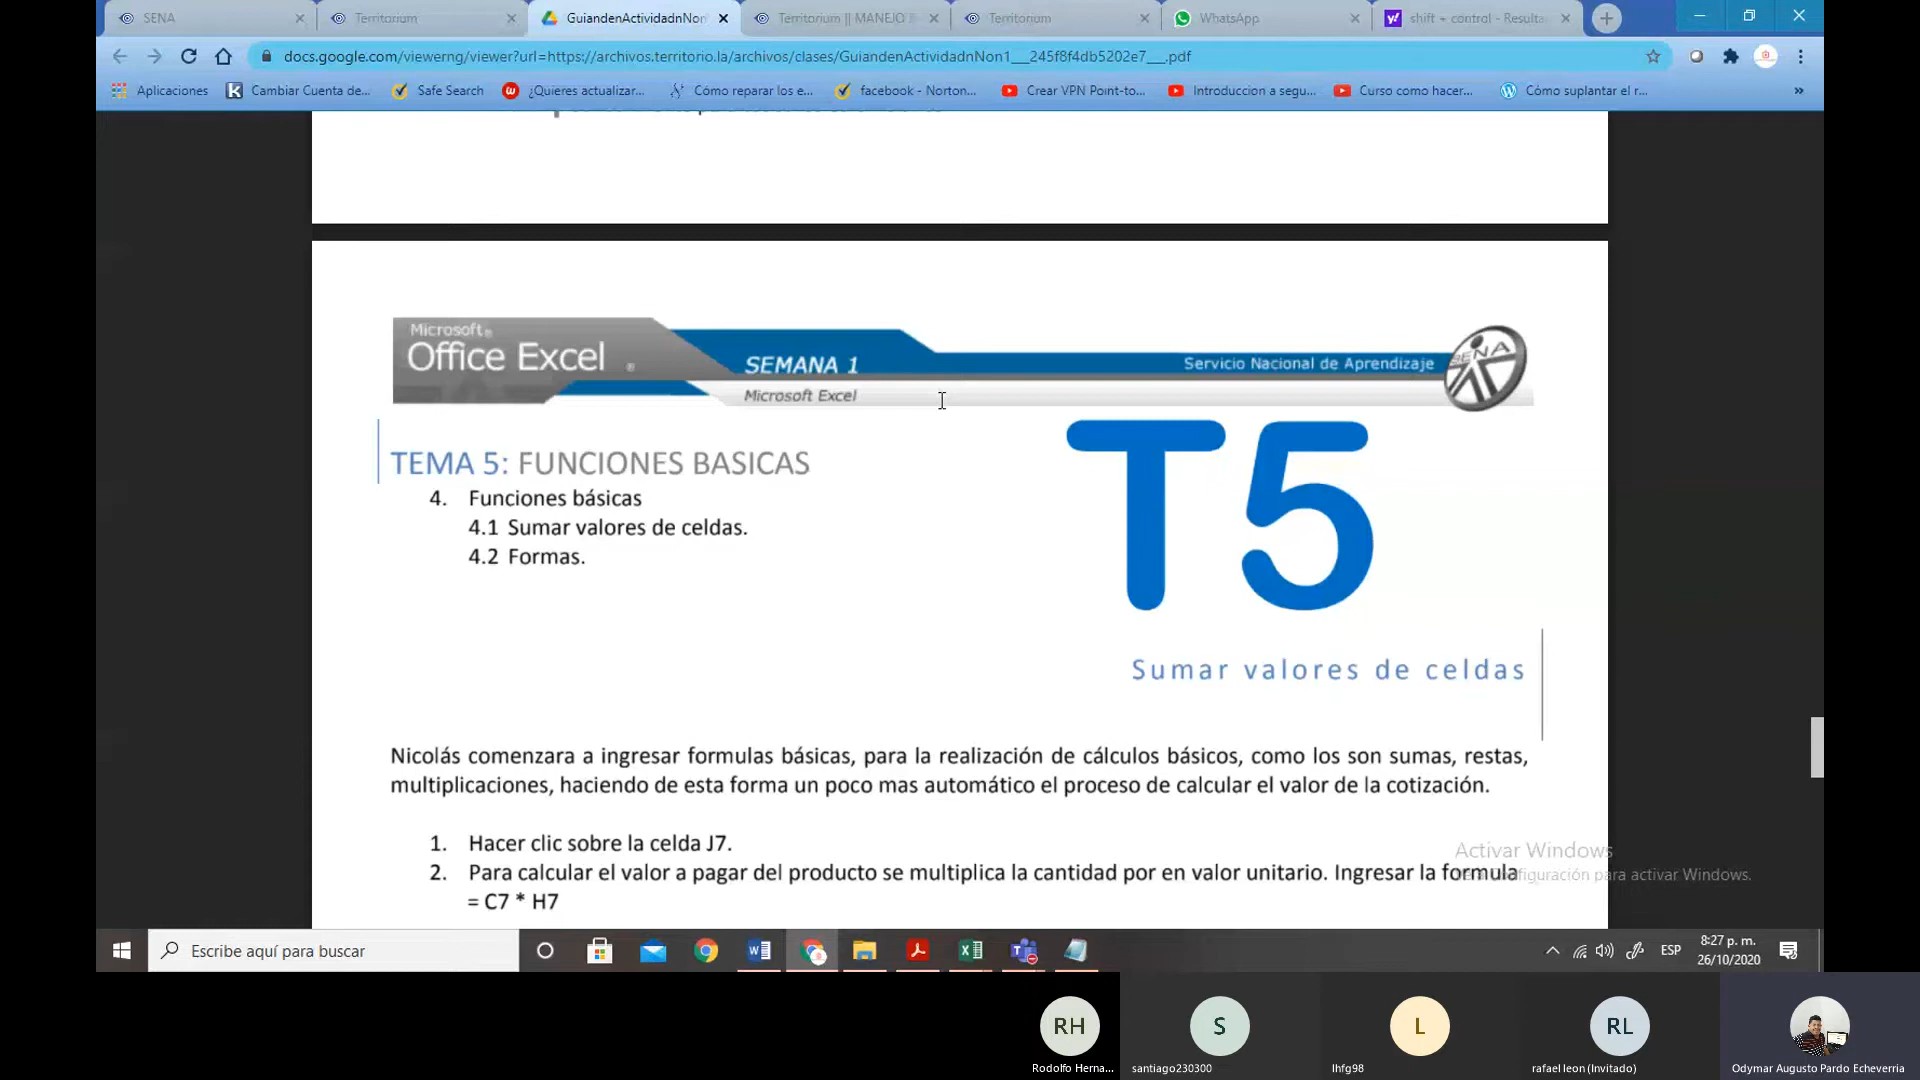 SENA
Territorium
GuiandenActividadnNon
Territorium || MANEJO
Territorium
WhatsApp
shift + control - Resulta
docs.google.com/viewerng/viewer?url=https://archivos.territorio.la/archivos/clases/GuiandenActividadnNon1__245f8f4db5202e7__.pdf
Aplicaciones
Cambiar Cuenta de...
Safe Search
¿Quieres actualizar...
Cómo reparar los e...
facebook - Norton...
Crear VPN Point-to...
Introduccion a segu...
Curso como hacer...
Cómo suplantar el r...
»
Microsoft®
Office Excel ®
SEMANA 1
Servicio Nacional de Aprendizaje
SENA
Microsoft Excel
T5
TEMA 5: FUNCIONES BASICAS
4. Funciones básicas
4.1 Sumar valores de celdas.
4.2 Formas.
Sumar valores de celdas
Nicolás comenzara a ingresar formulas básicas, para la realización de cálculos básicos, como los son sumas, restas,
multiplicaciones, haciendo de esta forma un poco mas automático el proceso de calcular el valor de la cotización.
1. Hacer clic sobre la celda J7.
2. Para calcular el valor a pagar del producto se multiplica la cantidad por en valor unitario. Ingresar la formula
= C7 * H7
Activar Windows
Configuración para activar Windows.
Escribe aquí para buscar
ESP
8:27 p. m.
26/10/2020
RH
S
L
RL
Rodolfo Herna...
santiago230300
lhfg98
rafael leon (Invitado)
Odymar Augusto Pardo Echeverria